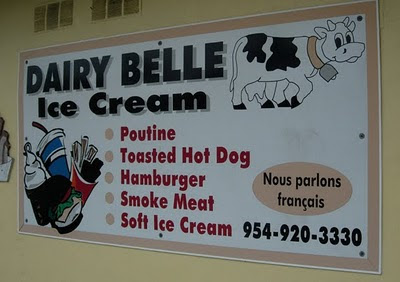 DAIRY BELLE
Ice Cream
Poutine
Toasted Hot Dog
Hamburger
Smoke Meat
Soft Ice Cream
Nous parlons
français
954-920-3330